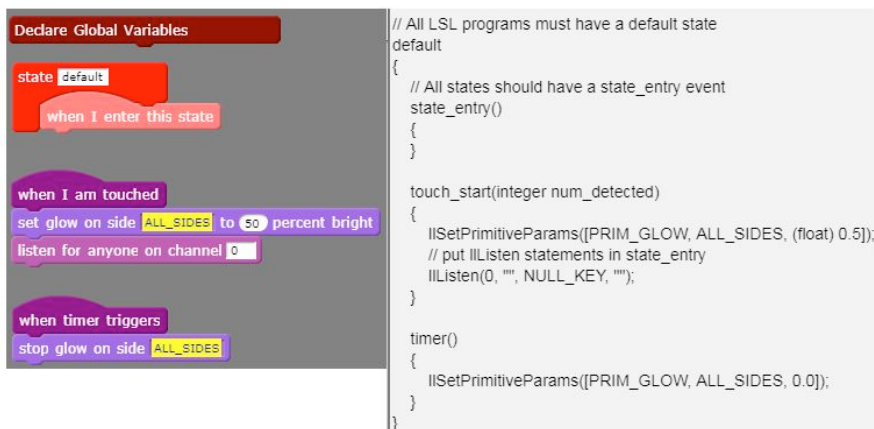 Declare Global Variables
state default
when I enter this state
when I am touched
set glow on side ALL_SIDES to 50 percent bright
listen for anyone on channel 0
when timer triggers
stop glow on side ALL_SIDES
// All LSL programs must have a default state
default
{
// All states should have a state_entry event
state_entry()
{
}
touch_start(integer num_detected)
{
llSetPrimitiveParams([PRIM_GLOW, ALL_SIDES, (float) 0.5]);
// put llListen statements in state_entry
llListen(0, "", NULL_KEY, "");
}
timer()
{
llSetPrimitiveParams([PRIM_GLOW, ALL_SIDES, 0.0]);
}
}